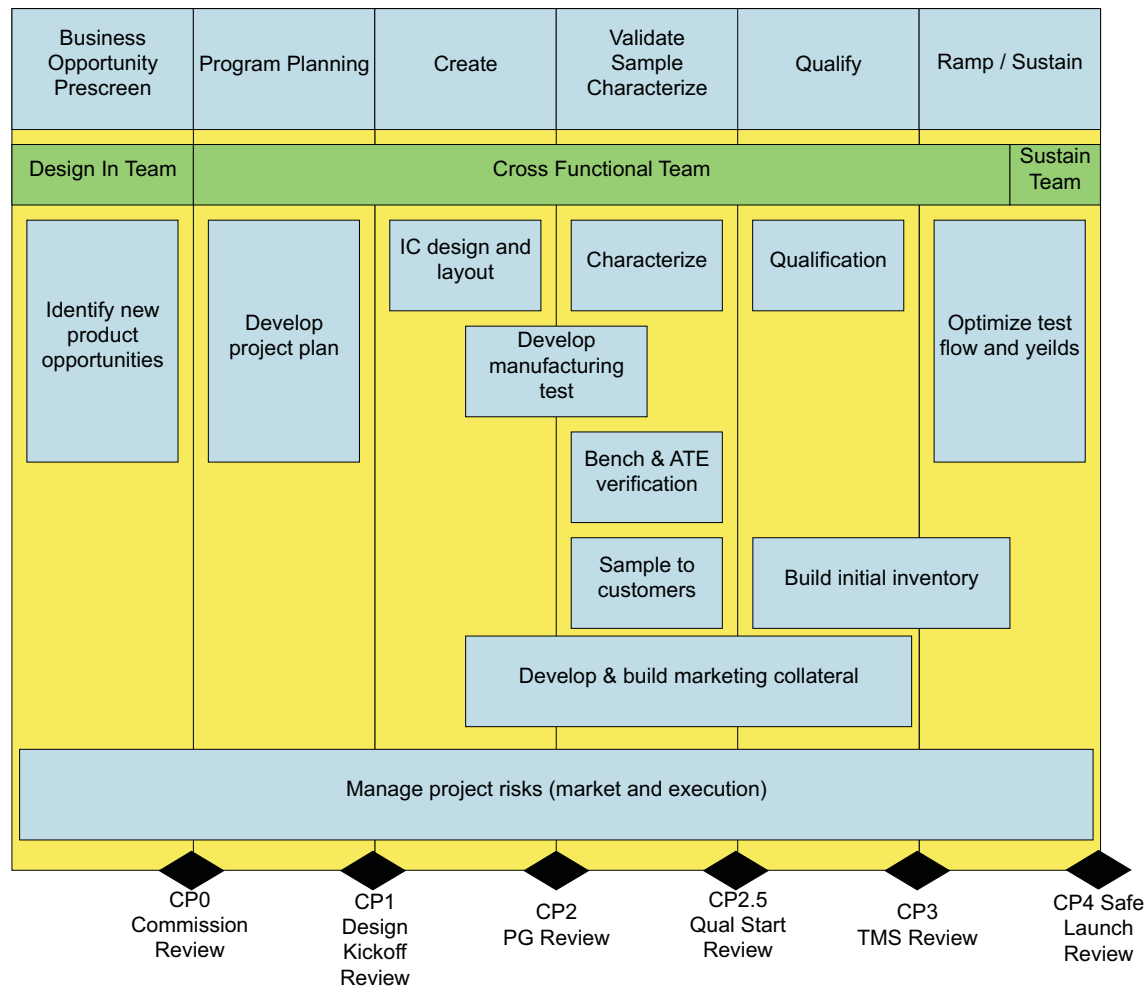 Business
Opportunity
Prescreen
Program Planning
Create
Validate
Sample
Characterize
Qualify
Ramp / Sustain
Design In Team
Cross Functional Team
Sustain
Team
Identify new
product
opportunities
Develop
project plan
IC design and
layout
Characterize
Qualification
Optimize test
flow and yeilds
Develop
manufacturing
test
Bench & ATE
verification
Sample to
customers
Build initial inventory
Develop & build marketing collateral
Manage project risks (market and execution)
CP0
Commission
Review
CP1
Design
Kickoff
Review
CP2
PG Review
CP2.5
Qual Start
Review
CP3
TMS Review
CP4 Safe
Launch
Review